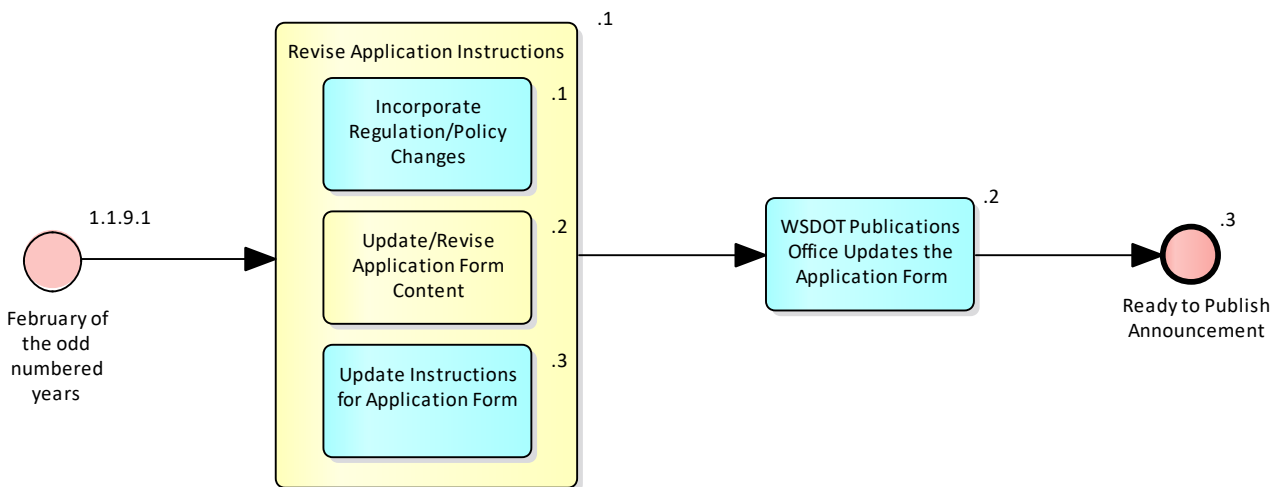 .1
Revise Application Instructions
.1
Incorporate
Regulation/Policy
Changes
1.1.9.1
.2
Update/Revise
Application Form
Content
.3
Update Instructions
for Application Form
February of
the odd
numbered
years
.2
WSDOT Publications
Office Updates the
Application Form
.3
Ready to Publish
Announcement